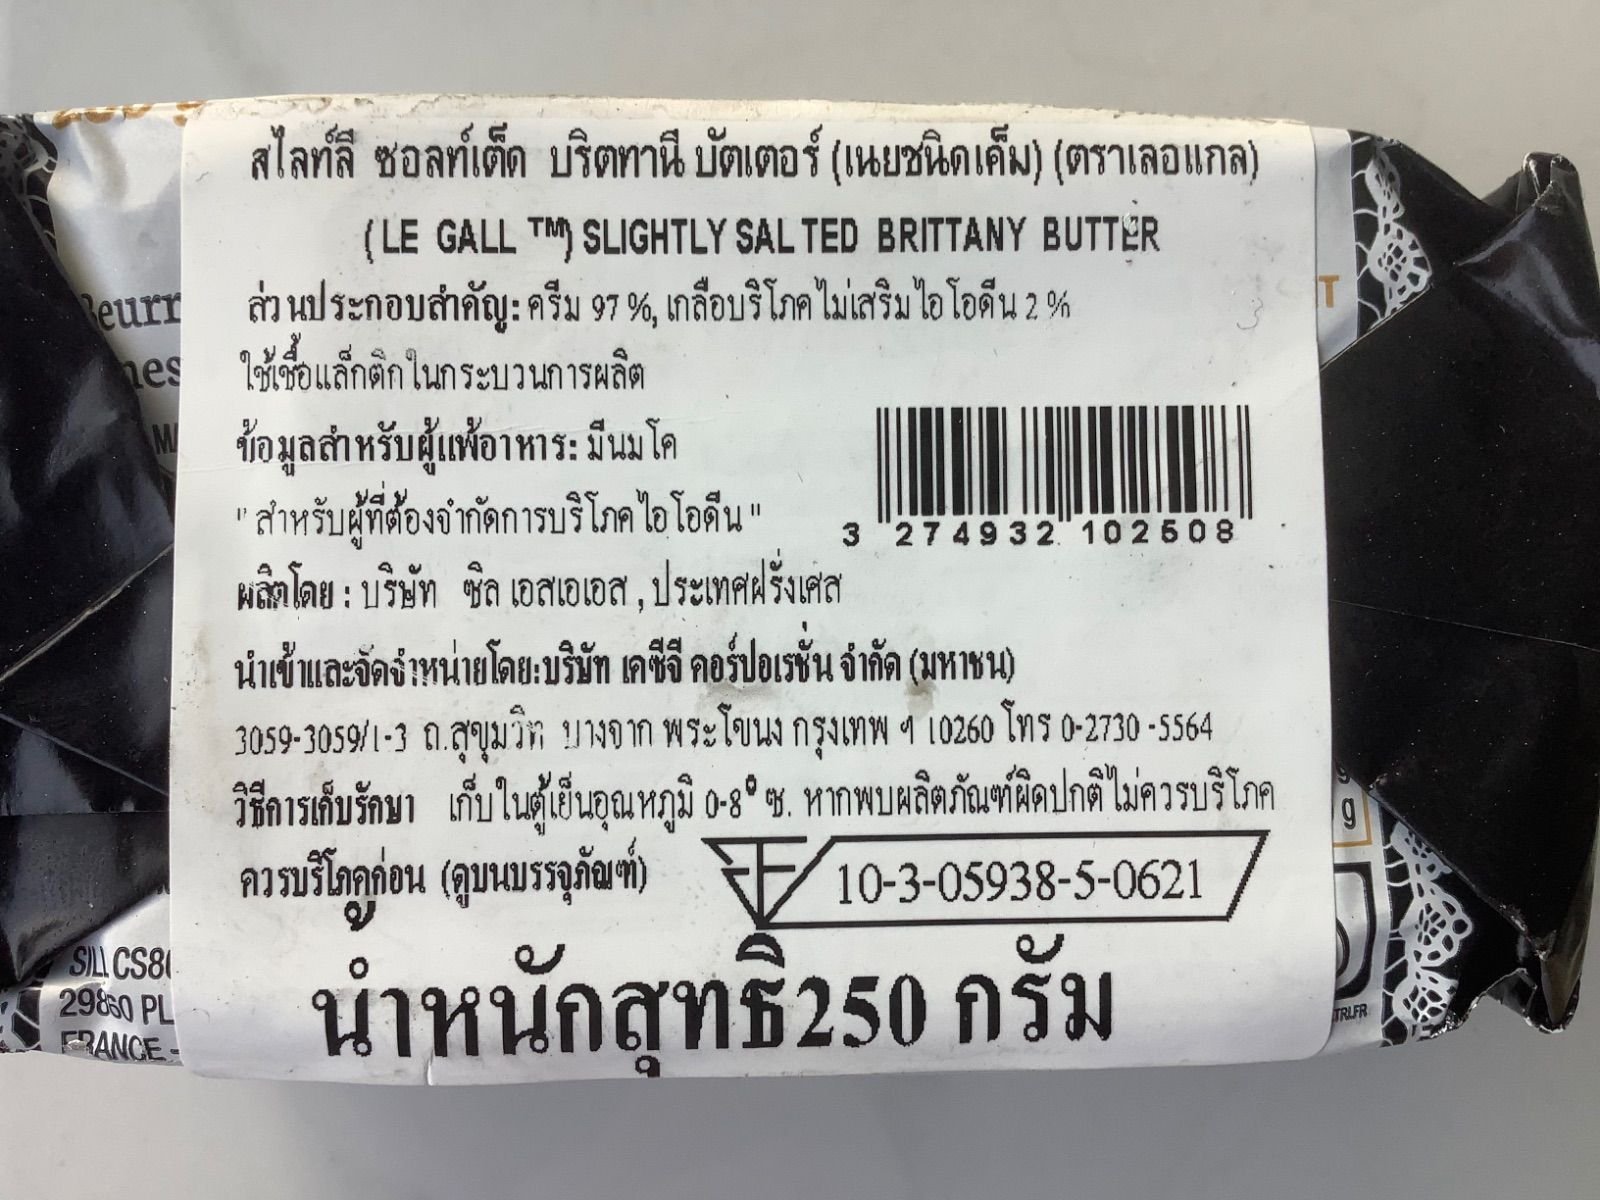 สไลท์ลี ซอลท์เต็ด บริตทานี บัตเตอร์ (เนยชนิดเค็ม) (ตราเลอแกล)
(LE GALL ™) SLIGHTLY SALTED BRITTANY BUTTER
ส่วนประกอบสำคัญ: ครีม 97 %, เกลือบริโภคไม่เสริมไอโอดีน 2 %
ใช้เชื้อแล็กติกในกระบวนการผลิต
ข้อมูลสำหรับผู้แพ้อาหาร: มีนมโค
" สำหรับผู้ที่ต้องจำกัดการบริโภคไอโอดีน "
3 274932 102508
ผลิตโดย : บริษัท ซิล เอสเอเอส , ประเทศฝรั่งเศส
นำเข้าและจัดจำหน่ายโดย:บริษัท เคซีจี คอร์ปอเรชั่น จำกัด (มหาชน)
3059-3059/1-3 ถ.สุขุมวิท บางจาก พระโขนง กรุงเทพ ฯ 10260 โทร 0-2730 -5564
วิธีการเก็บรักษา เก็บในตู้เย็นอุณหภูมิ 0-8° ซ. หากพบผลิตภัณฑ์ผิดปกติไม่ควรบริโภค
ควรบริโภคก่อน (ดูบนบรรจุภัณฑ์)
10-3-05938-5-0621
น้ำหนักสุทธิ250 กรัม
Beurr
SILL CS80
29860 PL
FRANCE -